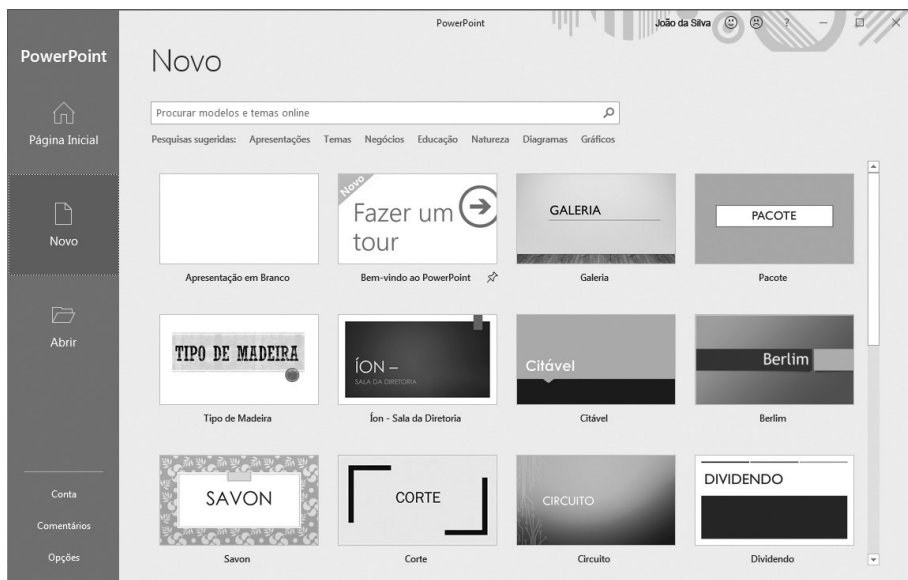 PowerPoint
João da Silva
?
PowerPoint
Página Inicial
Novo
Abrir
Conta
Comentários
Opções
Novo
Procurar modelos e temas online
Pesquisas sugeridas: Apresentações Temas Negócios Educação Natureza Diagramas Gráficos
Apresentação em Branco
Novo
Fazer um
tour
Bem-vindo ao PowerPoint
GALERIA
Galeria
PACOTE
Pacote
TIPO DE MADEIRA
Tipo de Madeira
ÍON –
SALA DA DIRETORIA
Íon - Sala da Diretoria
Citável
Citável
Berlim
Berlim
SAVON
Savon
CORTE
Corte
CIRCUITO
Circuito
DIVIDENDO
Dividendo